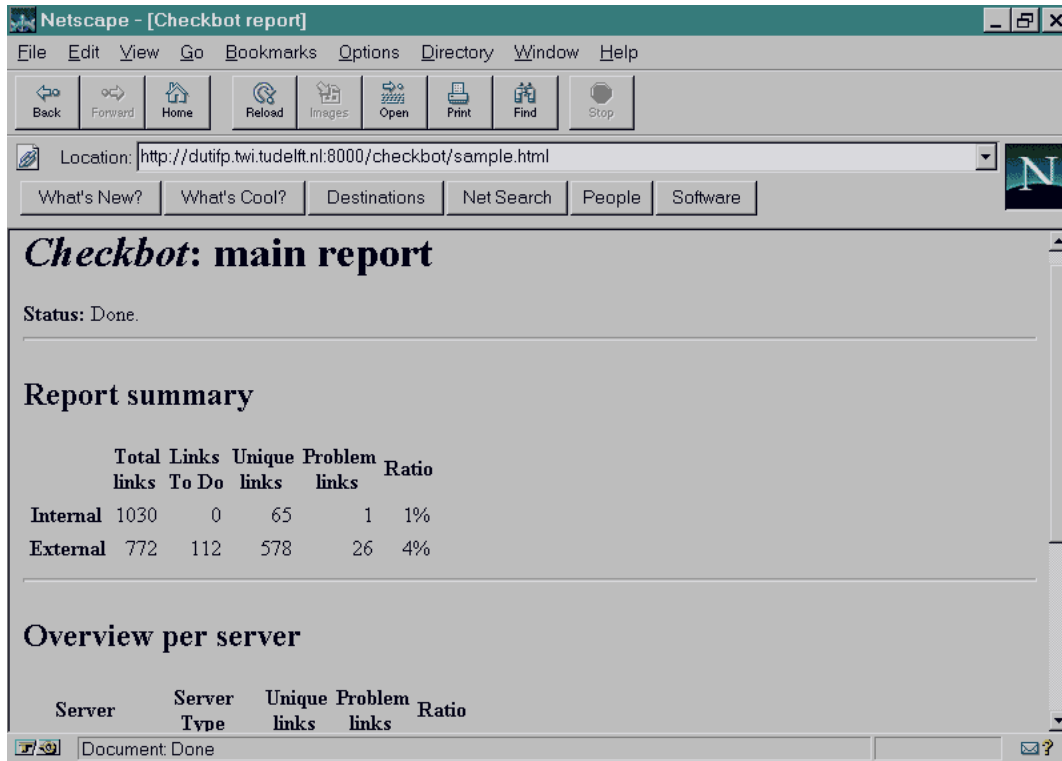 Netscape - [Checkbot report]
File Edit View Go Bookmarks Options Directory Window Help
Back Forward Home Reload Images Open Print Find Stop
Location: http://dutifp.twi.tudelft.nl:8000/checkbot/sample.html
N
What's New? What's Cool? Destinations Net Search People Software
Checkbot: main report
Status: Done.
Report summary
Total links Links To Do Unique links Problem links Ratio
Internal 1030 0 65 1 1%
External 772 112 578 26 4%
Overview per server
Server Server Type Unique links Problem links Ratio
Document: Done